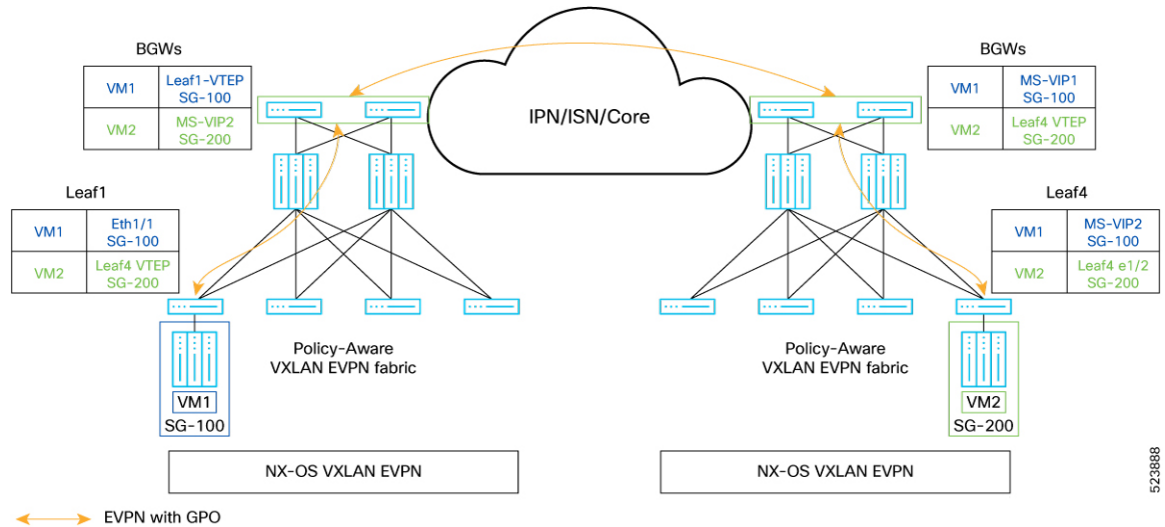 BGWs
VM1
Leaf1-VTEP
SG-100
VM2
MS-VIP2
SG-200
IPN/ISN/Core
BGWs
VM1
MS-VIP1
SG-100
VM2
Leaf4 VTEP
SG-200
Leaf1
VM1
Eth1/1
SG-100
VM2
Leaf4 VTEP
SG-200
Leaf4
VM1
MS-VIP2
SG-100
VM2
Leaf4 e1/2
SG-200
Policy-Aware
VXLAN EVPN fabric
Policy-Aware
VXLAN EVPN fabric
VM1
SG-100
VM2
SG-200
NX-OS VXLAN EVPN
NX-OS VXLAN EVPN
523888
EVPN with GPO